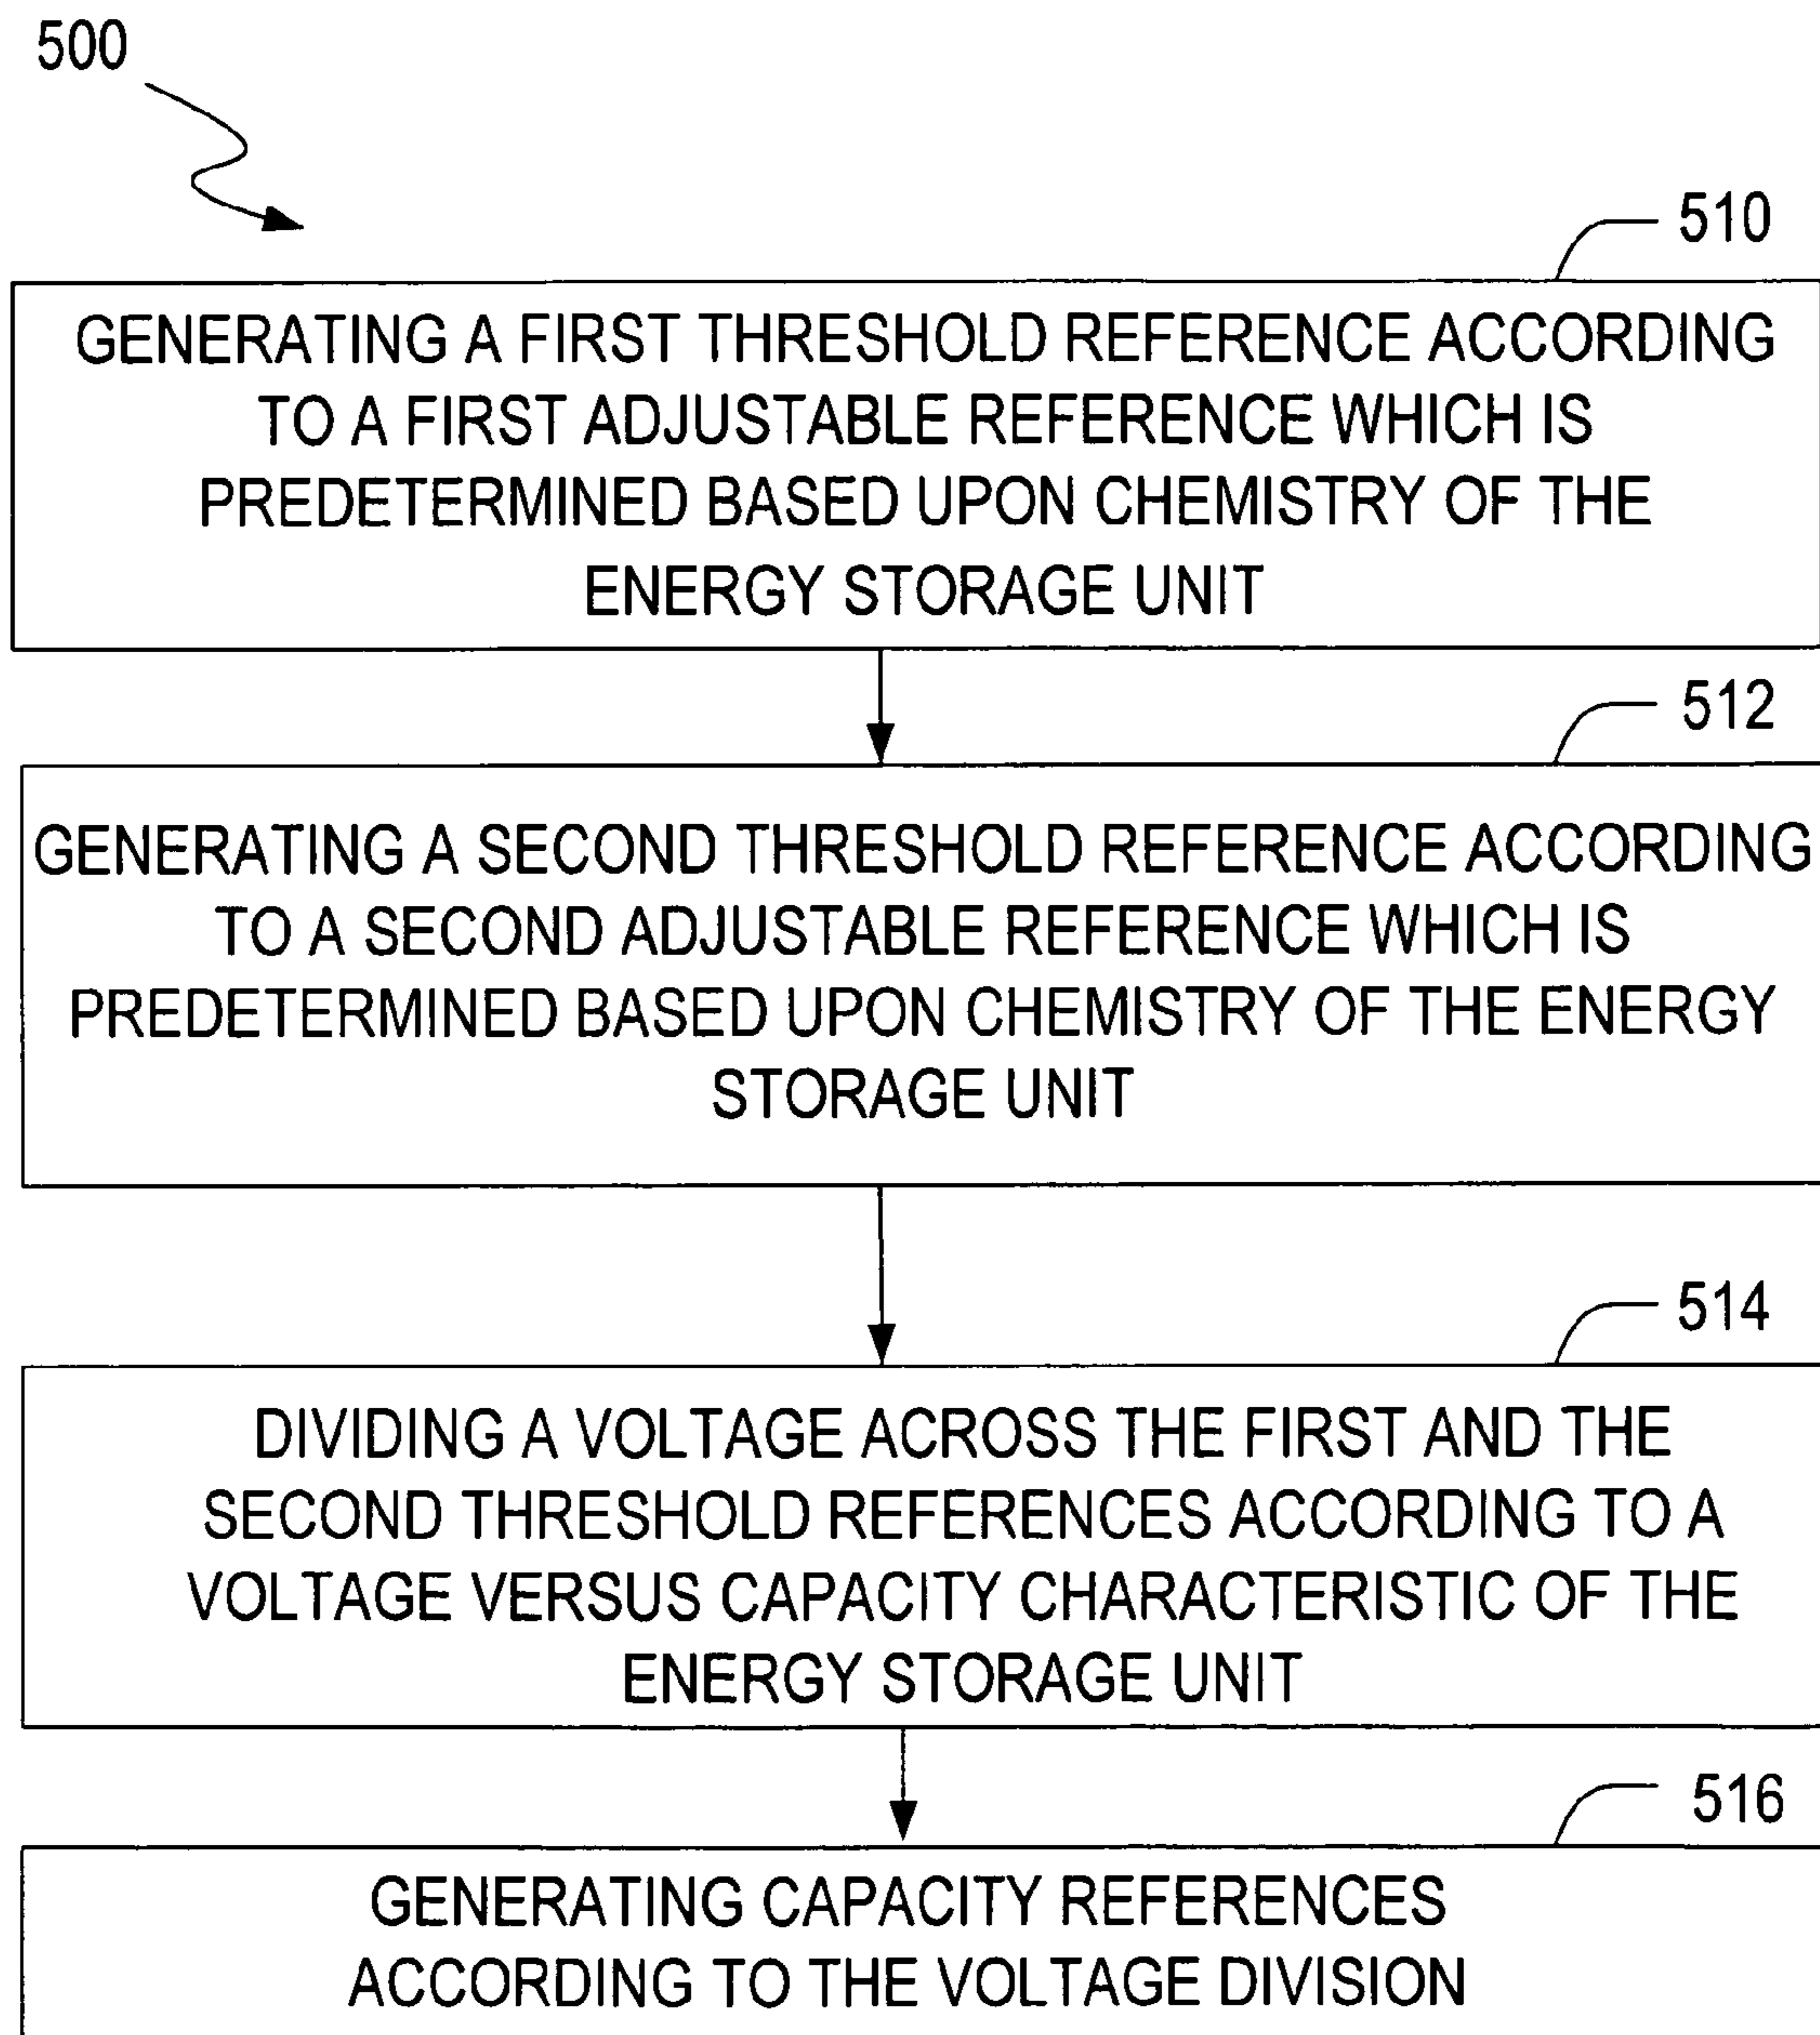 500
510
GENERATING A FIRST THRESHOLD REFERENCE ACCORDING
TO A FIRST ADJUSTABLE REFERENCE WHICH IS
PREDETERMINED BASED UPON CHEMISTRY OF THE
ENERGY STORAGE UNIT
512
GENERATING A SECOND THRESHOLD REFERENCE ACCORDING
TO A SECOND ADJUSTABLE REFERENCE WHICH IS
PREDETERMINED BASED UPON CHEMISTRY OF THE ENERGY
STORAGE UNIT
514
DIVIDING A VOLTAGE ACROSS THE FIRST AND THE
SECOND THRESHOLD REFERENCES ACCORDING TO A
VOLTAGE VERSUS CAPACITY CHARACTERISTIC OF THE
ENERGY STORAGE UNIT
516
GENERATING CAPACITY REFERENCES
ACCORDING TO THE VOLTAGE DIVISION